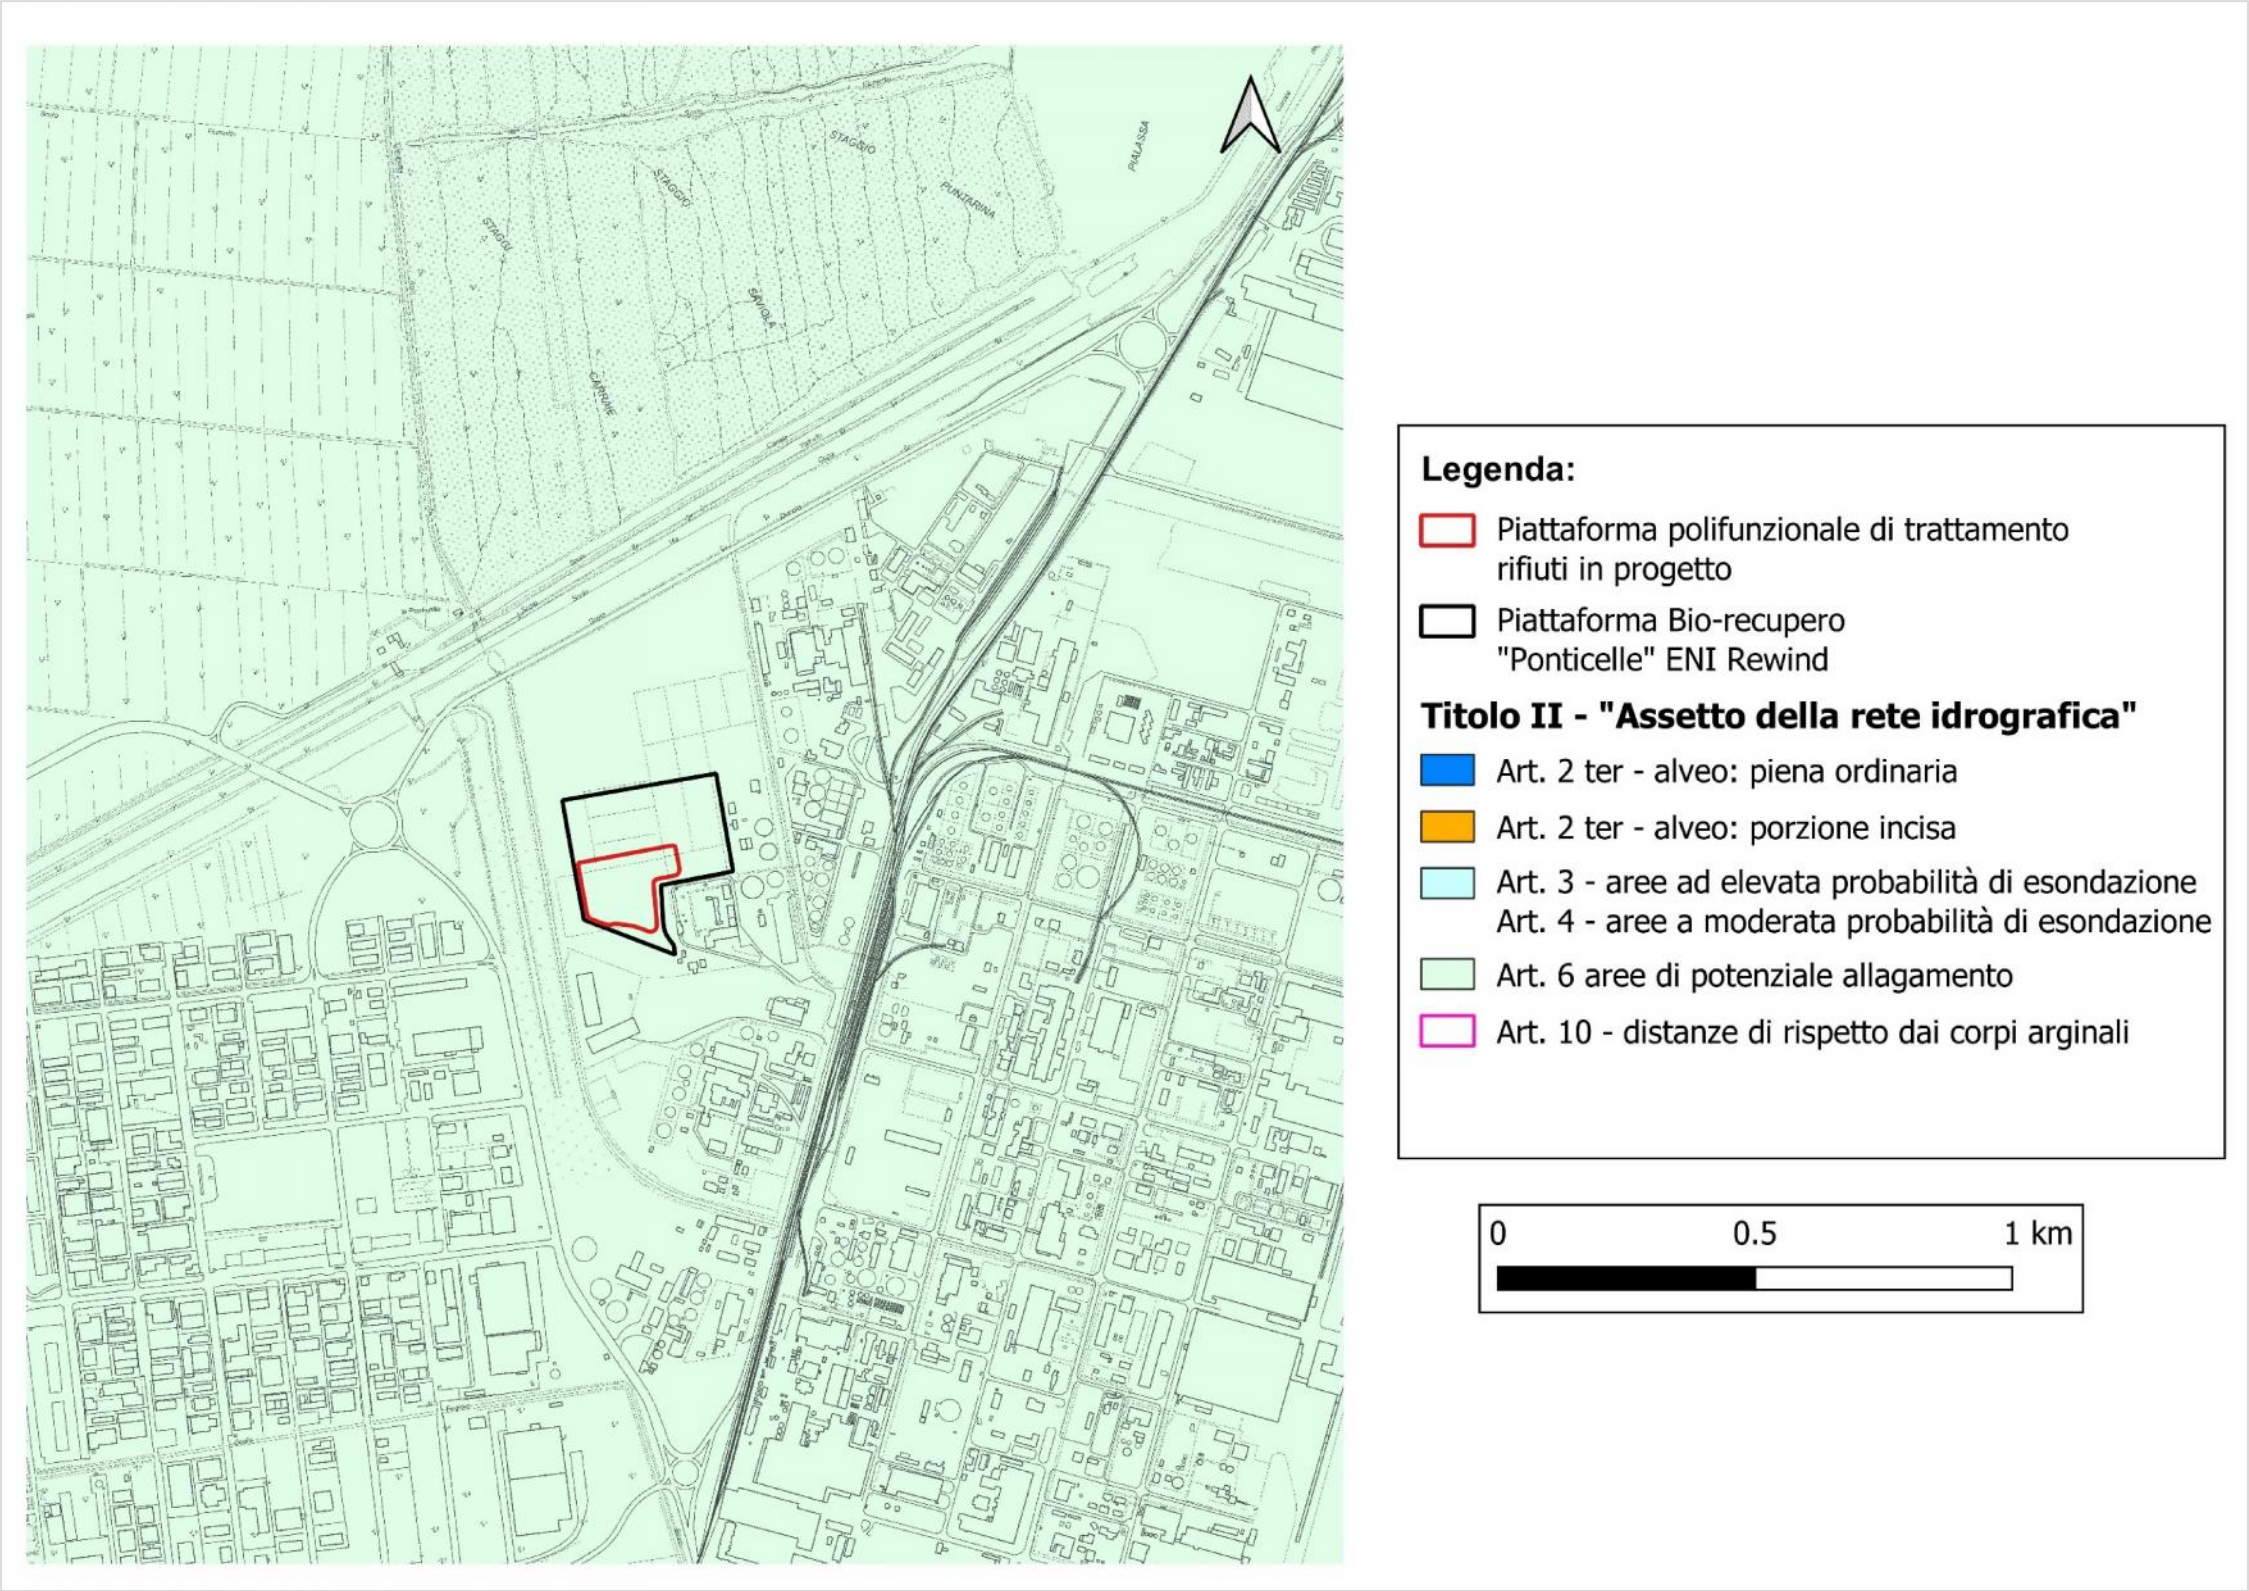 PIALASSA
STAGGIO
STAGGIO
PUNTARINA
STAGGI
SAVIOLA
CARRAIE
Legenda:
Piattaforma polifunzionale di trattamento
rifiuti in progetto
Piattaforma Bio-recupero
"Ponticelle" ENI Rewind
Titolo II - "Assetto della rete idrografica"
Art. 2 ter - alveo: piena ordinaria
Art. 2 ter - alveo: porzione incisa
Art. 3 - aree ad elevata probabilità di esondazione
Art. 4 - aree a moderata probabilità di esondazione
Art. 6 aree di potenziale allagamento
Art. 10 - distanze di rispetto dai corpi arginali
0 0.5 1 km